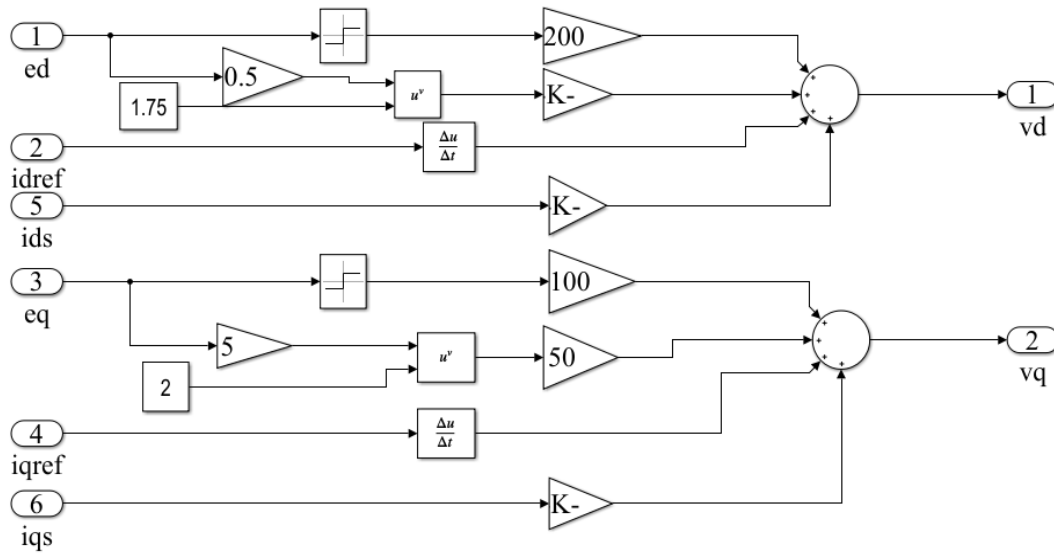 1
ed
200
0.5
1.75
u^v
K-
1
vd
2
idref
Δu
Δt
5
ids
K-
3
eq
100
5
2
u^v
50
2
vq
4
iqref
Δu
Δt
6
iqs
K-
+
+
+
+
+
+
+
+